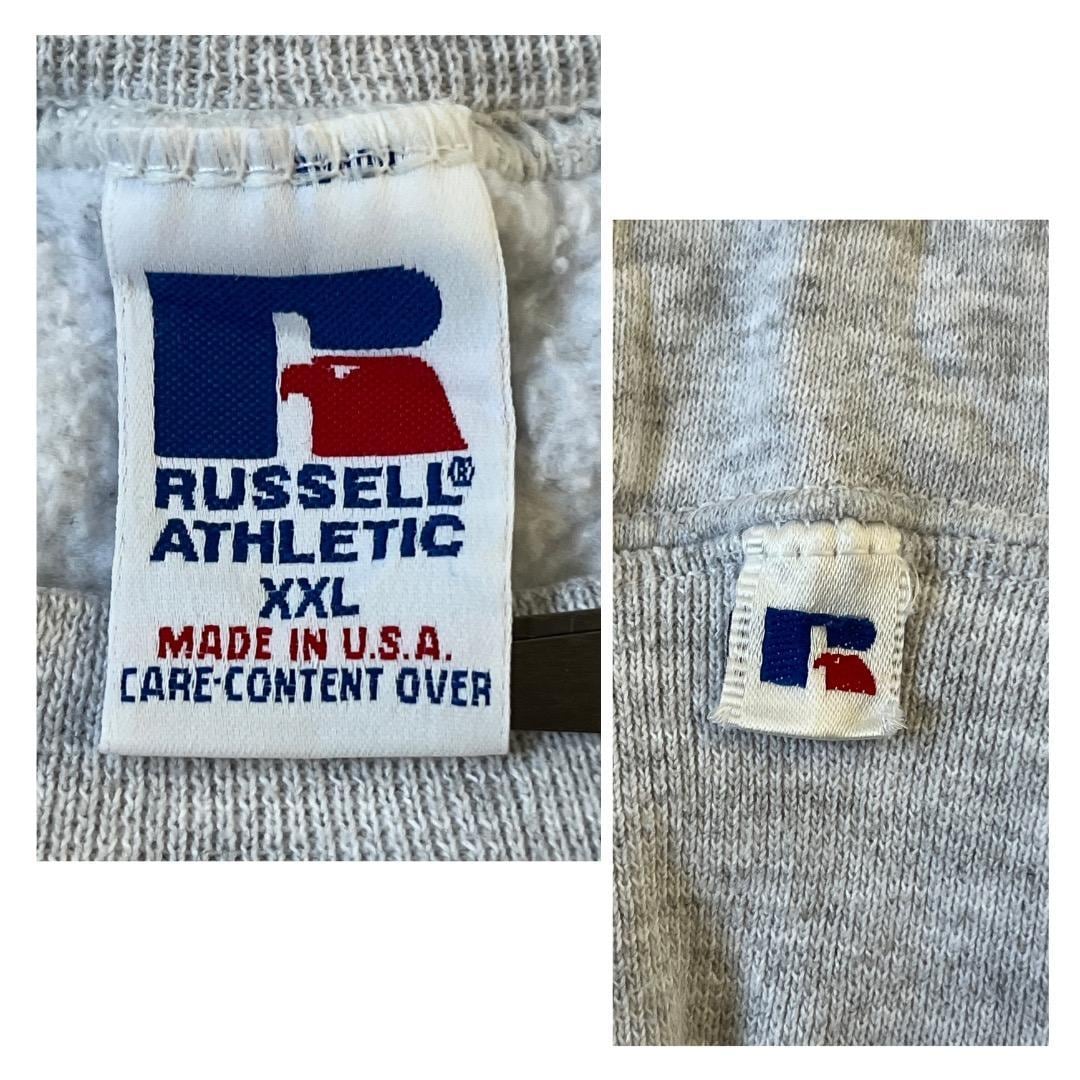 RUSSELL®
ATHLETIC
XXL
MADE IN U.S.A.
CARE-CONTENT OVER